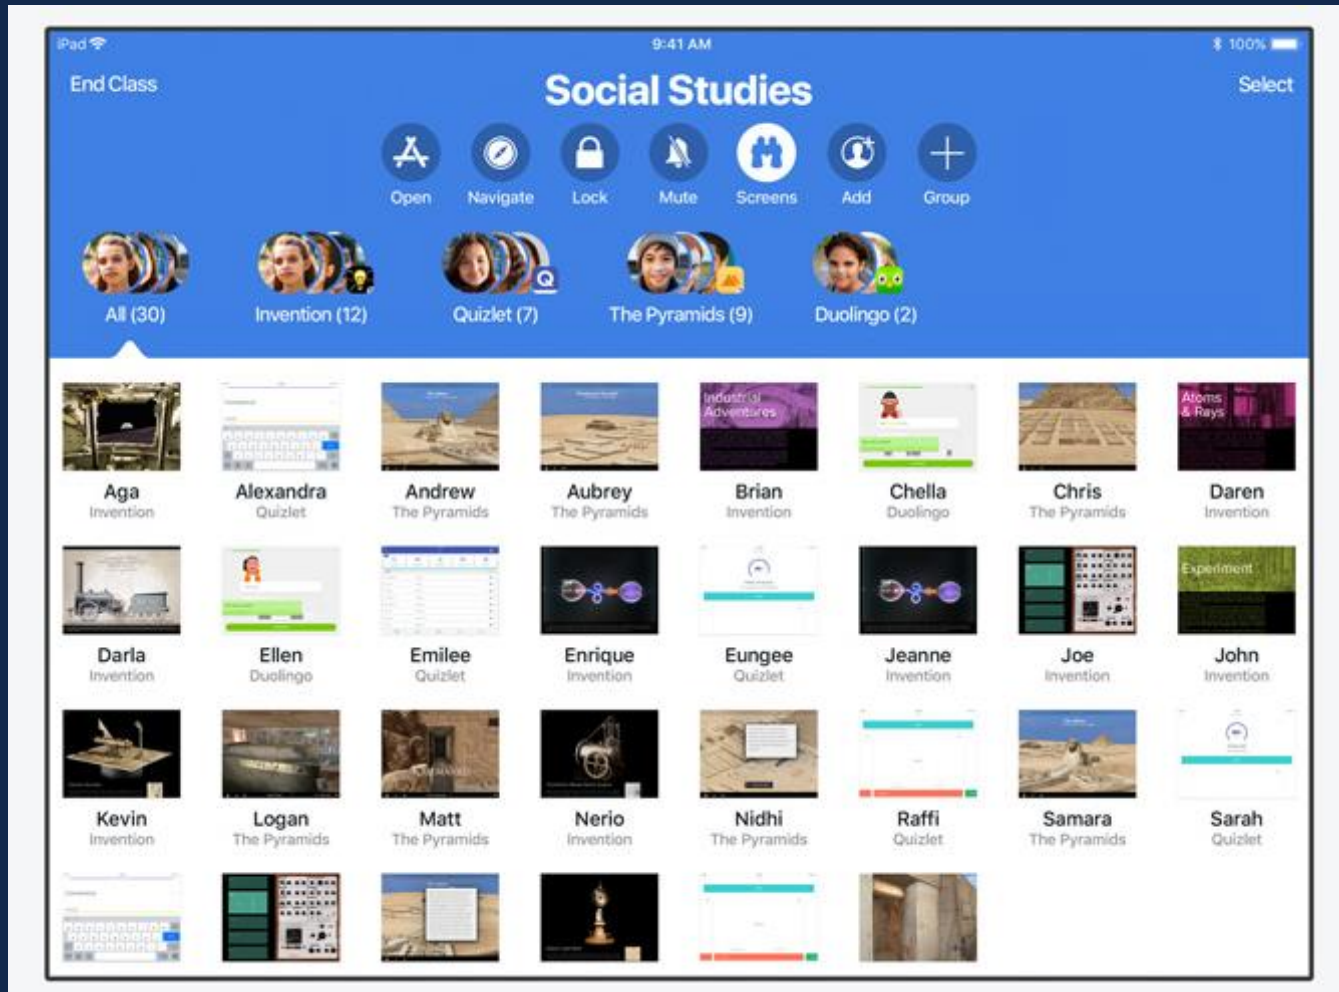 iPad 9:41 AM 100%
End Class Social Studies Select
Open Navigate Lock Mute Screens Add Group
Q
All (30) Invention (12) Quizlet (7) The Pyramids (9) Duolingo (2)
Industrial
Adventures
Atoms
& Rays
Aga Alexandra Andrew Aubrey Brian Chella Chris Daren
Invention Quizlet The Pyramids The Pyramids Invention Duolingo The Pyramids Invention
Experiment
Darla Ellen Emilee Enrique Eungee Jeanne Joe John
Invention Duolingo Quizlet Invention Quizlet Invention Invention Invention
Kevin Logan Matt Nerio Nidhi Raffi Samara Sarah
Invention The Pyramids The Pyramids Invention The Pyramids Quizlet The Pyramids Quizlet